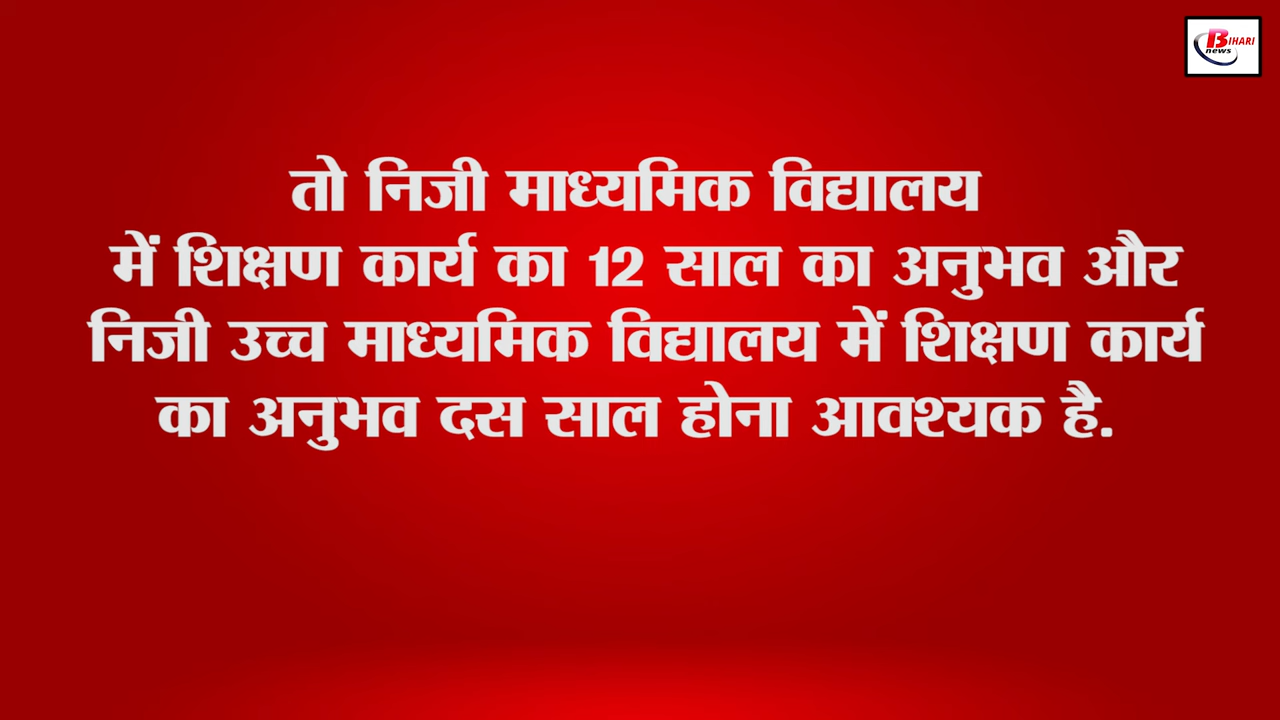 BIHARI
news
तो निजी माध्यमिक विद्यालय
में शिक्षण कार्य का 12 साल का अनुभव और
निजी उच्च माध्यमिक विद्यालय में शिक्षण कार्य
का अनुभव दस साल होना आवश्यक है.